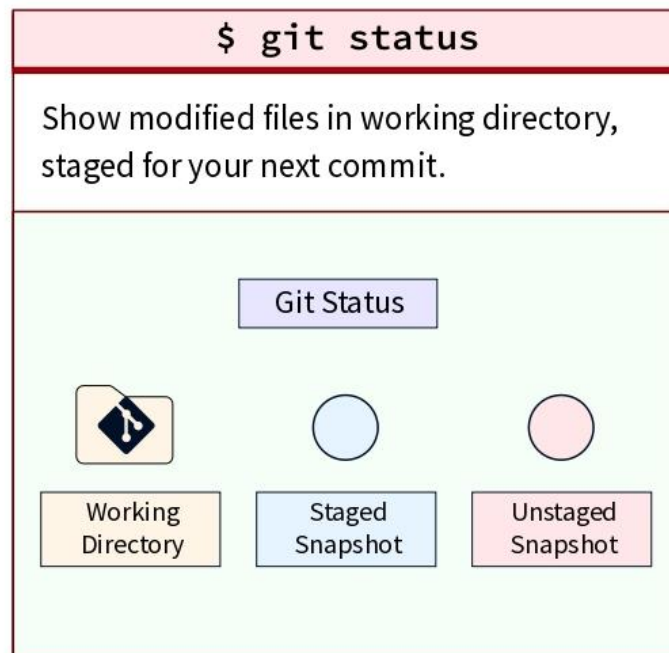 $ git status
Show modified files in working directory,
staged for your next commit.
Git Status
Working
Directory
Staged
Snapshot
Unstaged
Snapshot